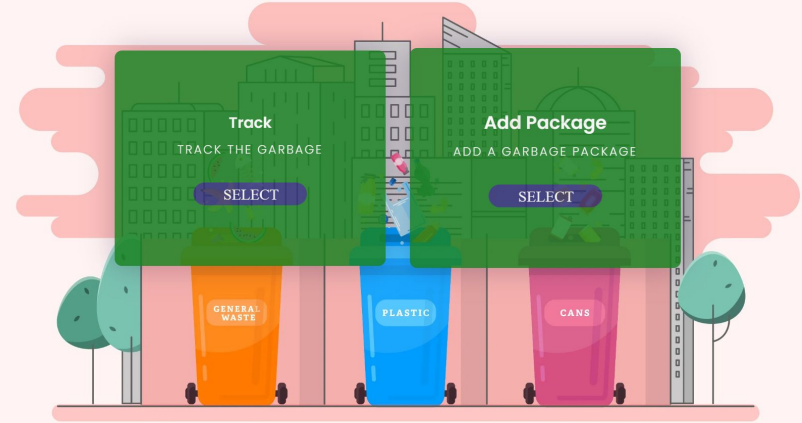 Track
TRACK THE GARBAGE
SELECT
Add Package
ADD A GARBAGE PACKAGE
SELECT
GENERAL
WASTE
PLASTIC
CANS